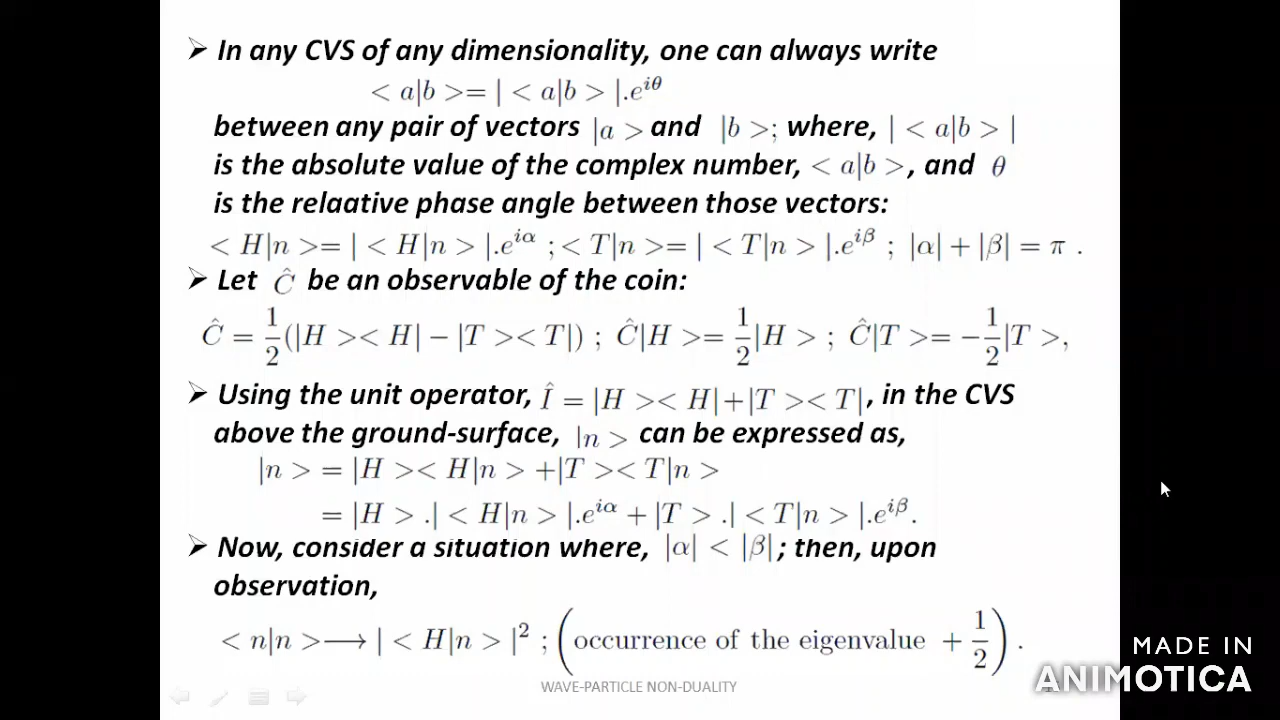 ➢ In any CVS of any dimensionality, one can always write
< a|b >= | < a|b > |.e^{iθ}
between any pair of vectors |a > and |b >; where, | < a|b > |
is the absolute value of the complex number, < a|b >, and θ
is the relaative phase angle between those vectors:
< H|n >= | < H|n > |.e^{iα} ; < T|n >= | < T|n > |.e^{iβ} ; |α| + |β| = π .
➢ Let Ĉ be an observable of the coin:
Ĉ = 1/2(|H >< H| − |T >< T|) ; Ĉ|H >= 1/2|H > ; Ĉ|T >= −1/2|T >,
➢ Using the unit operator, Î = |H >< H|+|T >< T|, in the CVS
above the ground-surface, |n > can be expressed as,
|n > = |H >< H|n > +|T >< T|n >
= |H > .| < H|n > |.e^{iα} + |T > .| < T|n > |.e^{iβ}.
➢ Now, consider a situation where, |α| < |β|; then, upon
observation,
< n|n >⟶ | < H|n > |² ; (occurrence of the eigenvalue + 1/2) .
WAVE-PARTICLE NON-DUALITY
MADE IN
ANIMOTICA